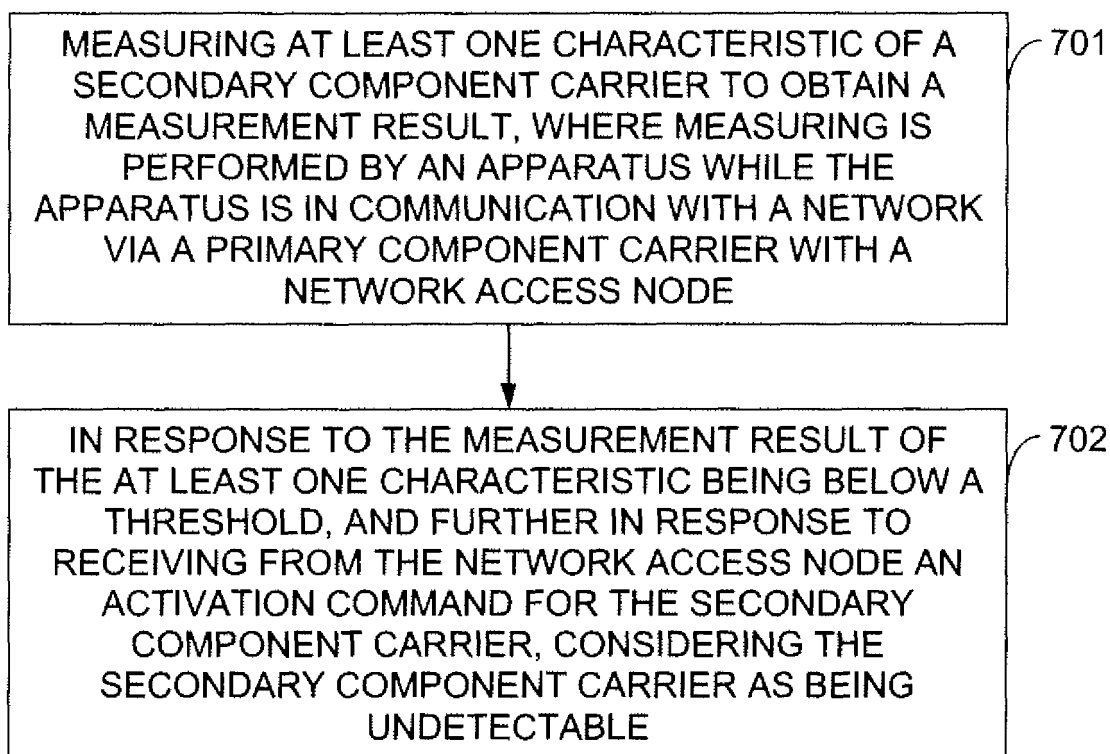 MEASURING AT LEAST ONE CHARACTERISTIC OF A
SECONDARY COMPONENT CARRIER TO OBTAIN A
MEASUREMENT RESULT, WHERE MEASURING IS
PERFORMED BY AN APPARATUS WHILE THE
APPARATUS IS IN COMMUNICATION WITH A NETWORK
VIA A PRIMARY COMPONENT CARRIER WITH A
NETWORK ACCESS NODE
701
IN RESPONSE TO THE MEASUREMENT RESULT OF
THE AT LEAST ONE CHARACTERISTIC BEING BELOW A
THRESHOLD, AND FURTHER IN RESPONSE TO
RECEIVING FROM THE NETWORK ACCESS NODE AN
ACTIVATION COMMAND FOR THE SECONDARY
COMPONENT CARRIER, CONSIDERING THE
SECONDARY COMPONENT CARRIER AS BEING
UNDETECTABLE
702